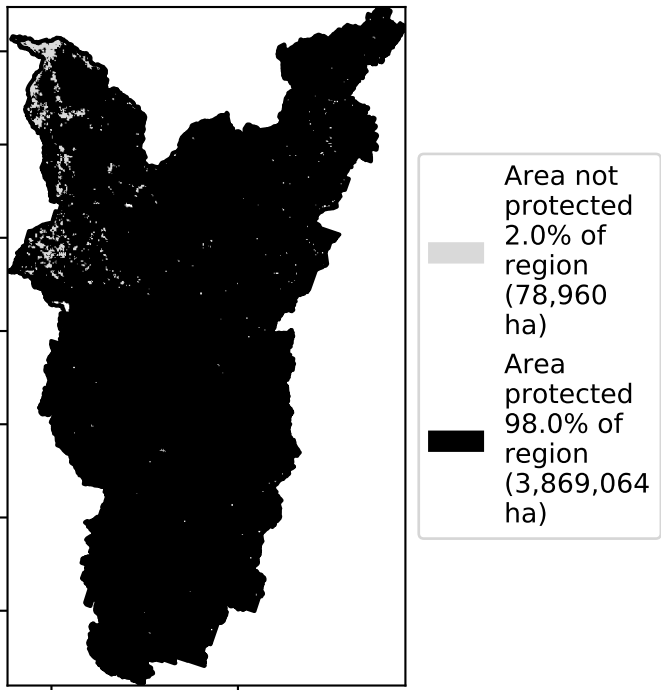 Area not
protected
2.0% of
region
(78,960
ha)
Area
protected
98.0% of
region
(3,869,064
ha)